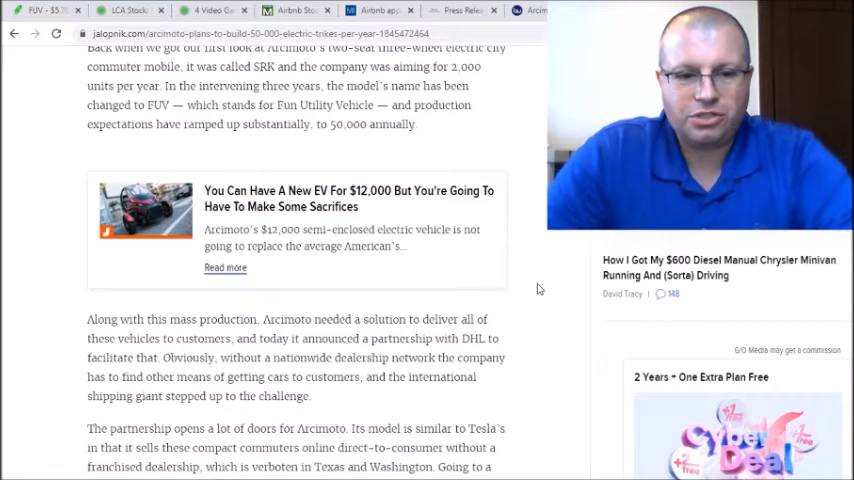 FUV - $5.7
LCA Stock:
4 Video Ga
Airbnb Stoc
Airbnb app
Press Relea
Arcim
jalopnik.com/arcimoto-plans-to-build-50-000-electric-trikes-per-year-1845472464
Back when we got our first look at Arcimoto's two-seat three-wheel electric city
commuter mobile, it was called SRK and the company was aiming for 2,000
units per year. In the intervening three years, the model's name has been
changed to FUV — which stands for Fun Utility Vehicle — and production
expectations have ramped up substantially, to 50,000 annually.
You Can Have A New EV For $12,000 But You're Going To
Have To Make Some Sacrifices
Arcimoto's $12,000 semi-enclosed electric vehicle is not
going to replace the average American's...
Read more
Along with this mass production, Arcimoto needed a solution to deliver all of
these vehicles to customers, and today it announced a partnership with DHL to
facilitate that. Obviously, without a nationwide dealership network the company
has to find other means of getting cars to customers, and the international
shipping giant stepped up to the challenge.
The partnership opens a lot of doors for Arcimoto. Its model is similar to Tesla's
in that it sells these compact commuters online direct-to-consumer without a
franchised dealership, which is verboten in Texas and Washington. Going to a
How I Got My $600 Diesel Manual Chrysler Minivan
Running And (Sorta) Driving
David Tracy | 148
G/O Media may get a commission
2 Years + One Extra Plan Free
+1 free
+1 free
Cyber
Deal
+2 free